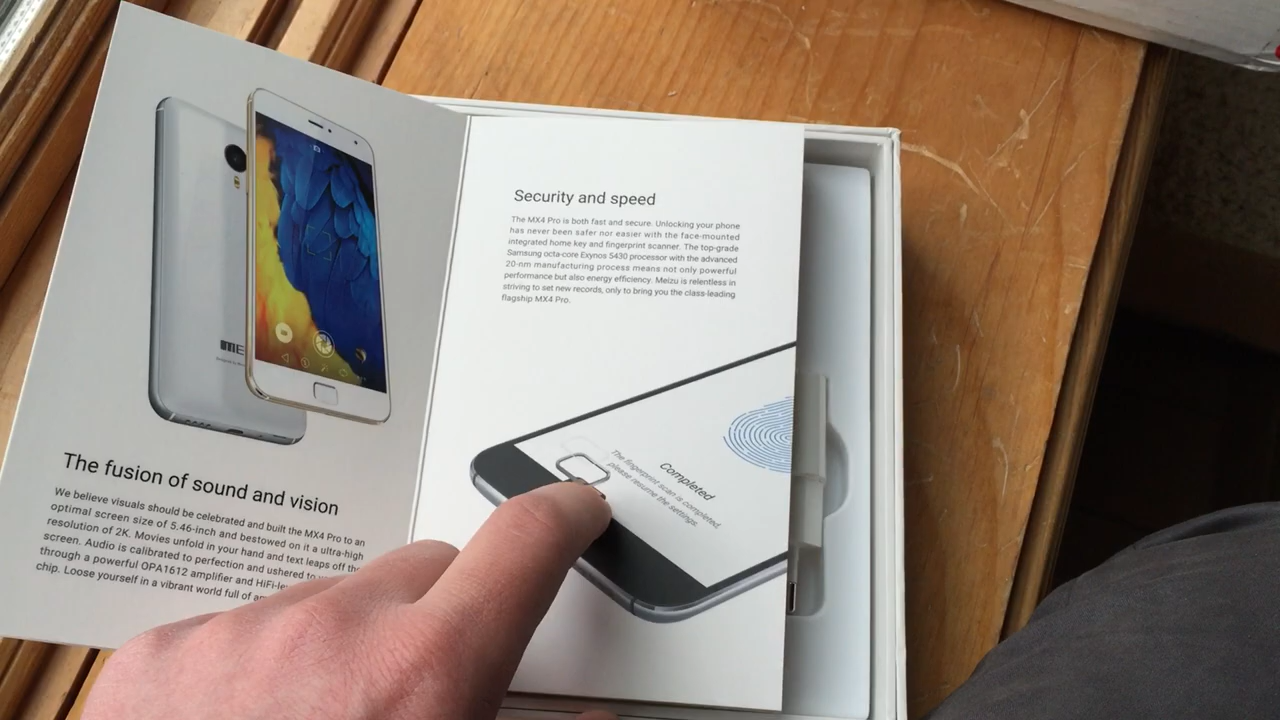 ME
The fusion of sound and vision
We believe visuals should be celebrated and built the MX4 Pro to an
optimal screen size of 5.46-inch and bestowed on it a ultra-high
resolution of 2K. Movies unfold in your hand and text leaps off the
screen. Audio is calibrated to perfection and ushered to
through a powerful OPA1612 amplifier and HiFi-
chip. Loose yourself in a vibrant world full of
Security and speed
The MX4 Pro is both fast and secure. Unlocking your phone
has never been safer nor easier with the face-mounted
integrated home key and fingerprint scanner. The top-grade
Samsung octa-core Exynos 5430 processor with the advanced
20-nm manufacturing process means not only powerful
performance but also energy efficiency. Meizu is relentless in
striving to set new records, only to bring you the class-leading
flagship MX4 Pro.
Completed
The fingerprint scan is completed,
please resume the settings.